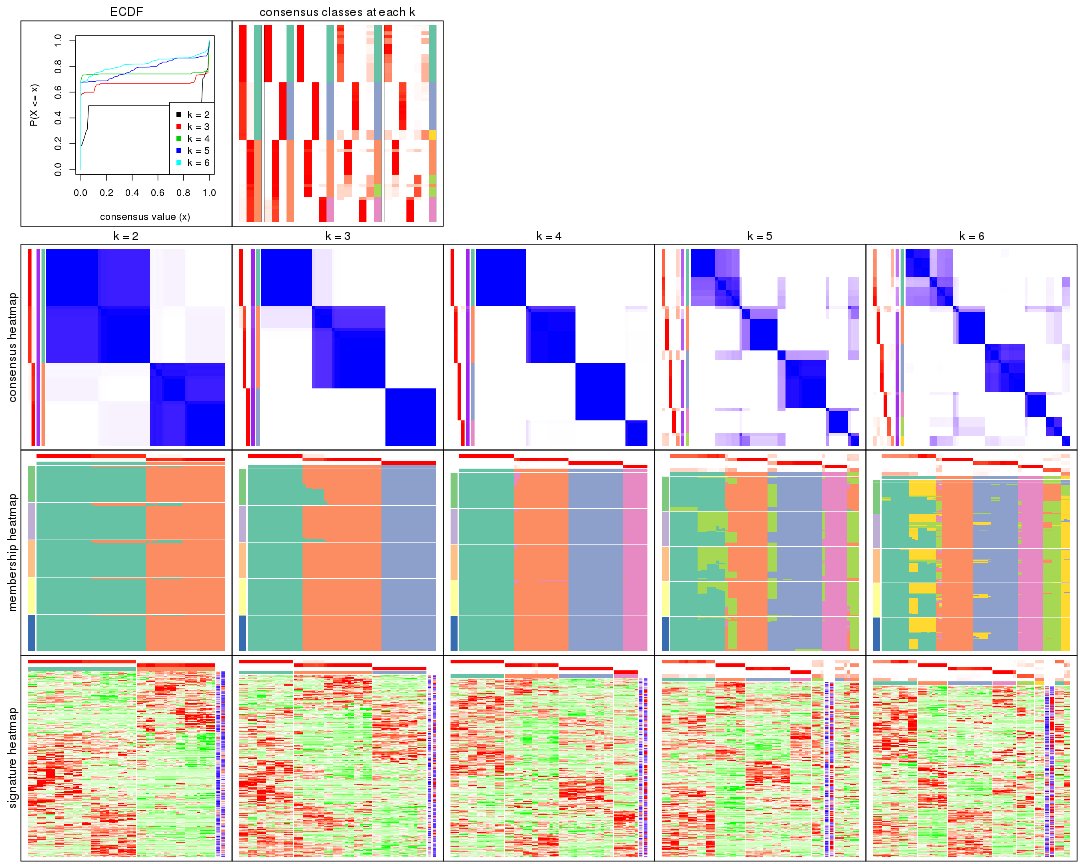 ECDF
consensus classes at each k
P(X <= x)
0.0 0.2 0.4 0.6 0.8 1.0
k = 2
k = 3
k = 4
k = 5
k = 6
0.0 0.2 0.4 0.6 0.8 1.0
consensus value (x)
k = 2
k = 3
k = 4
k = 5
k = 6
consensus heatmap
membership heatmap
signature heatmap